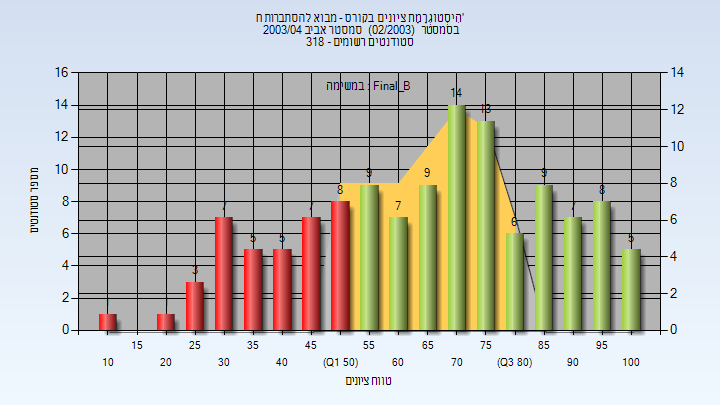 היסטוגרמת ציונים בקורס - מבוא להסתברות ח'
בסמסטר (02/2003) סמסטר אביב 2003/04
סטודנטים רשומים - 318
במשימה : Final_B
מספר סטודנטים
16 14 12 10 8 6 4 2 0
14 12 10 8 6 4 2 0
3 7 5 5 7 8 9 7 9 14 13 6 9 7 8 5
15 25 35 45 55 65 75 85 95
10 20 30 40 (Q1 50) 60 70 (Q3 80) 90 100
טווח ציונים